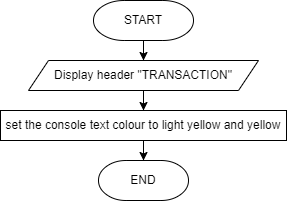 START
Display header "TRANSACTION"
set the console text colour to light yellow and yellow
END